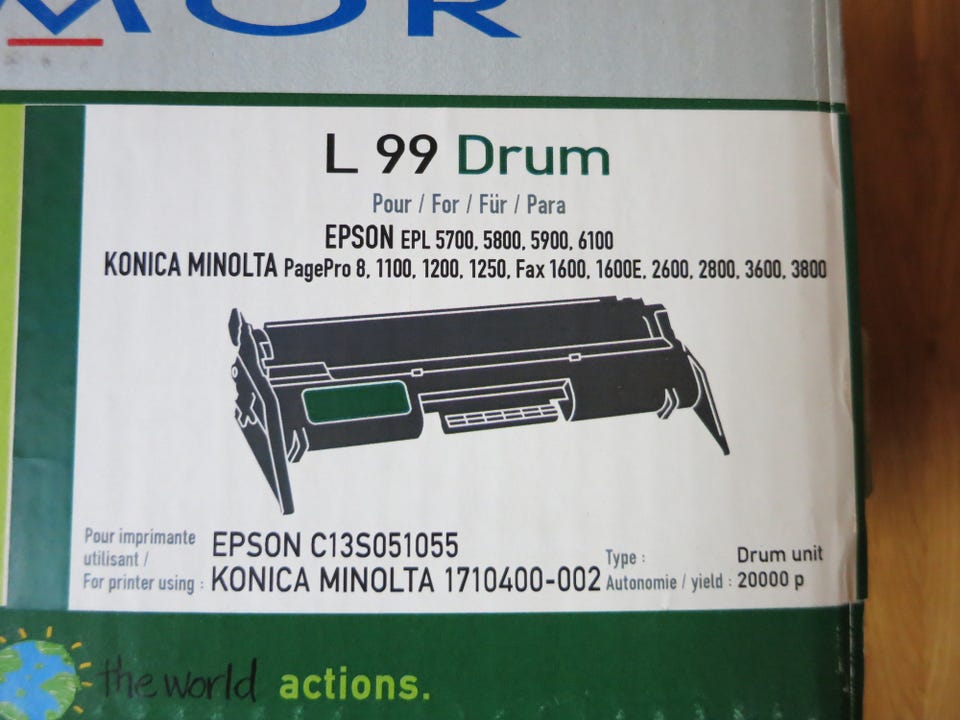 L 99 Drum
Pour / For / Für / Para
EPSON EPL 5700, 5800, 5900, 6100
KONICA MINOLTA PagePro 8, 1100, 1200, 1250, Fax 1600, 1600E, 2600, 2800, 3600, 3800
Pour imprimante
utilisant /
For printer using :
EPSON C13S051055
KONICA MINOLTA 1710400-002
Type : Drum unit
Autonomie / yield : 20000 p
the world actions.